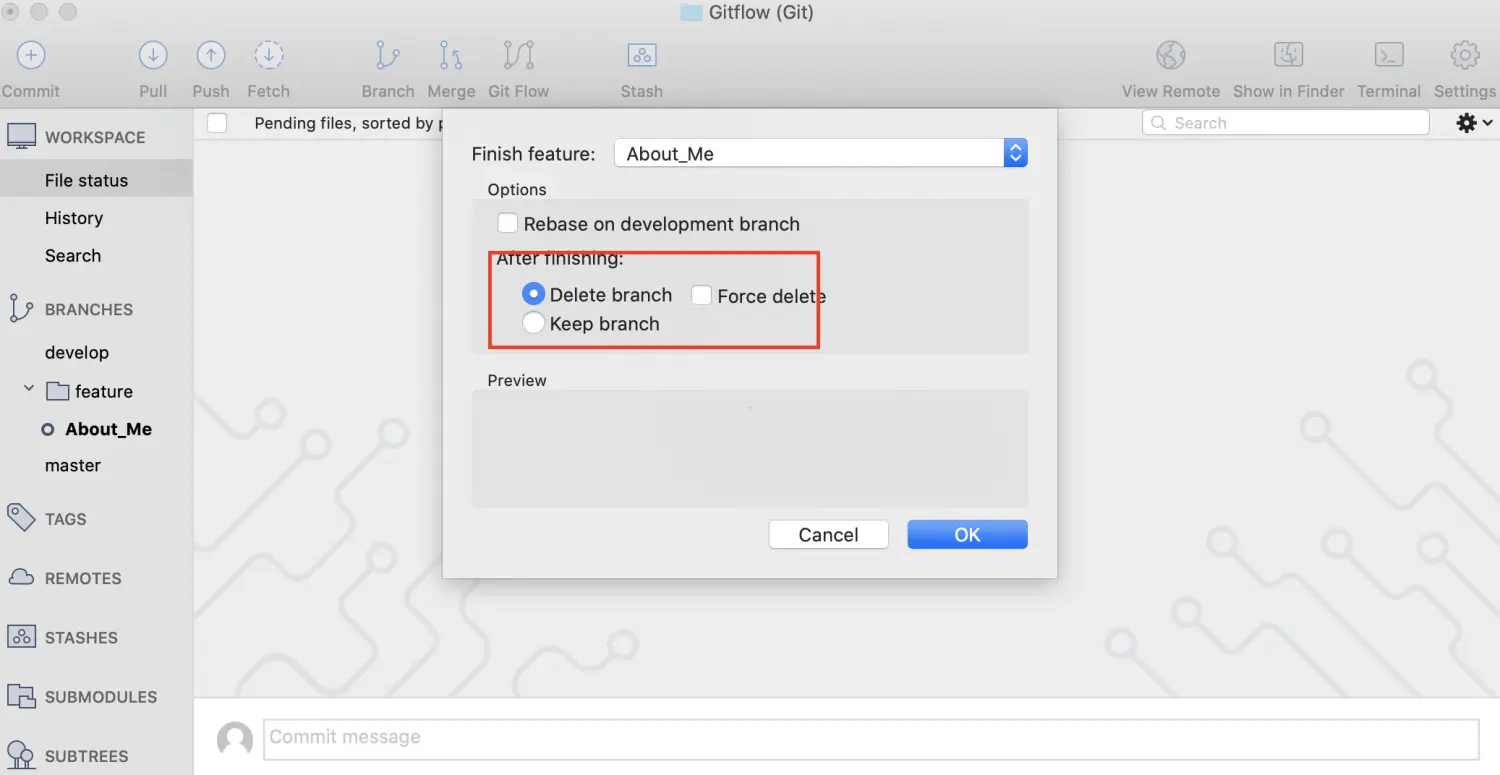 Gitflow (Git)
Commit Pull Push Fetch Branch Merge Git Flow Stash View Remote Show in Finder Terminal Settings
WORKSPACE
File status
History
Search
BRANCHES
develop
feature
About_Me
master
TAGS
REMOTES
STASHES
SUBMODULES
SUBTREES
Pending files, sorted by
Search
Finish feature: About_Me
Options
Rebase on development branch
After finishing:
Delete branch Force delete
Keep branch
Preview
Cancel OK
Commit message